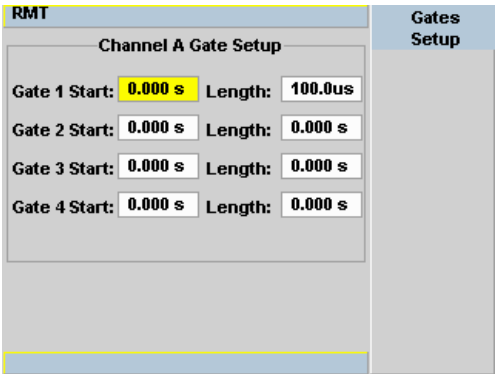 RMT
Gates
Setup
Channel A Gate Setup
Gate 1 Start: 0.000 s Length: 100.0us
Gate 2 Start: 0.000 s Length: 0.000 s
Gate 3 Start: 0.000 s Length: 0.000 s
Gate 4 Start: 0.000 s Length: 0.000 s